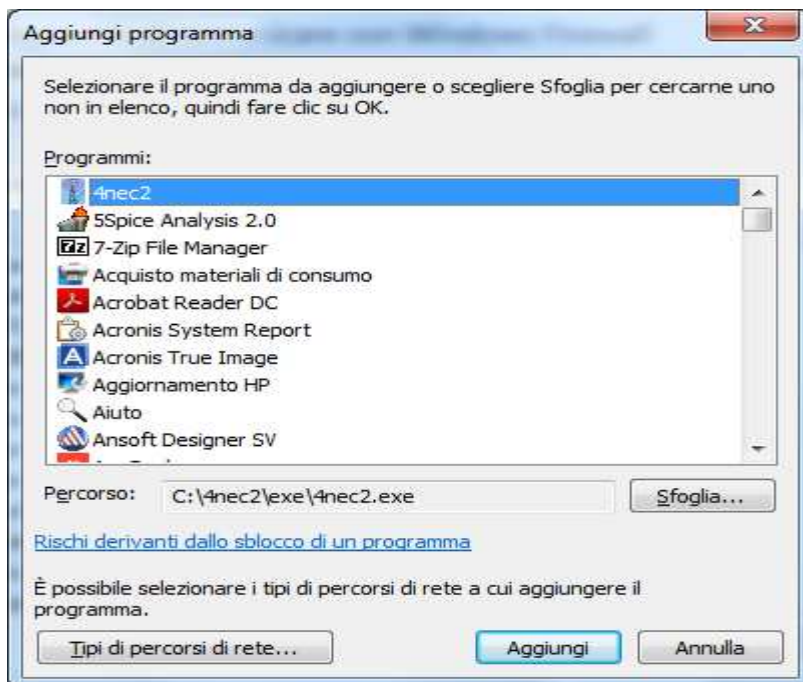 Aggiungi programma
Selezionare il programma da aggiungere o scegliere Sfoglia per cercarne uno
non in elenco, quindi fare clic su OK.
Programmi:
4nec2
5Spice Analysis 2.0
7z 7-Zip File Manager
Acquisto materiali di consumo
Acrobat Reader DC
Acronis System Report
A Acronis True Image
Aggiornamento HP
Aiuto
Ansoft Designer SV
Percorso: C:\4nec2\exe\4nec2.exe Sfoglia...
Rischi derivanti dallo sblocco di un programma
È possibile selezionare i tipi di percorsi di rete a cui aggiungere il
programma.
Tipi di percorsi di rete... Aggiungi Annulla